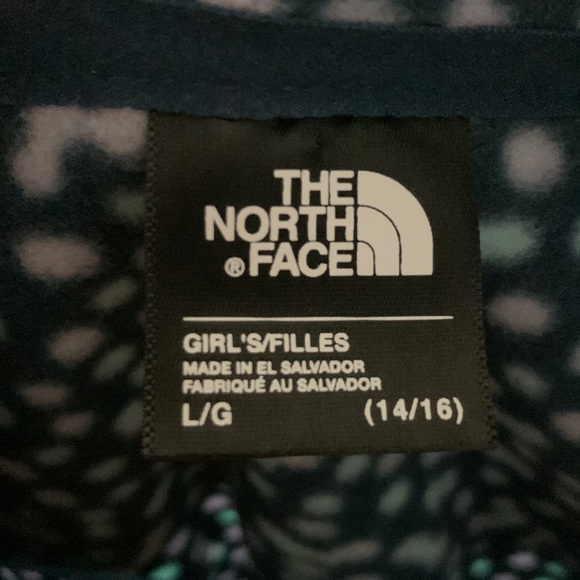 THE
NORTH
® FACE
GIRL'S/FILLES
MADE IN EL SALVADOR
FABRIQUÉ AU SALVADOR
L/G (14/16)